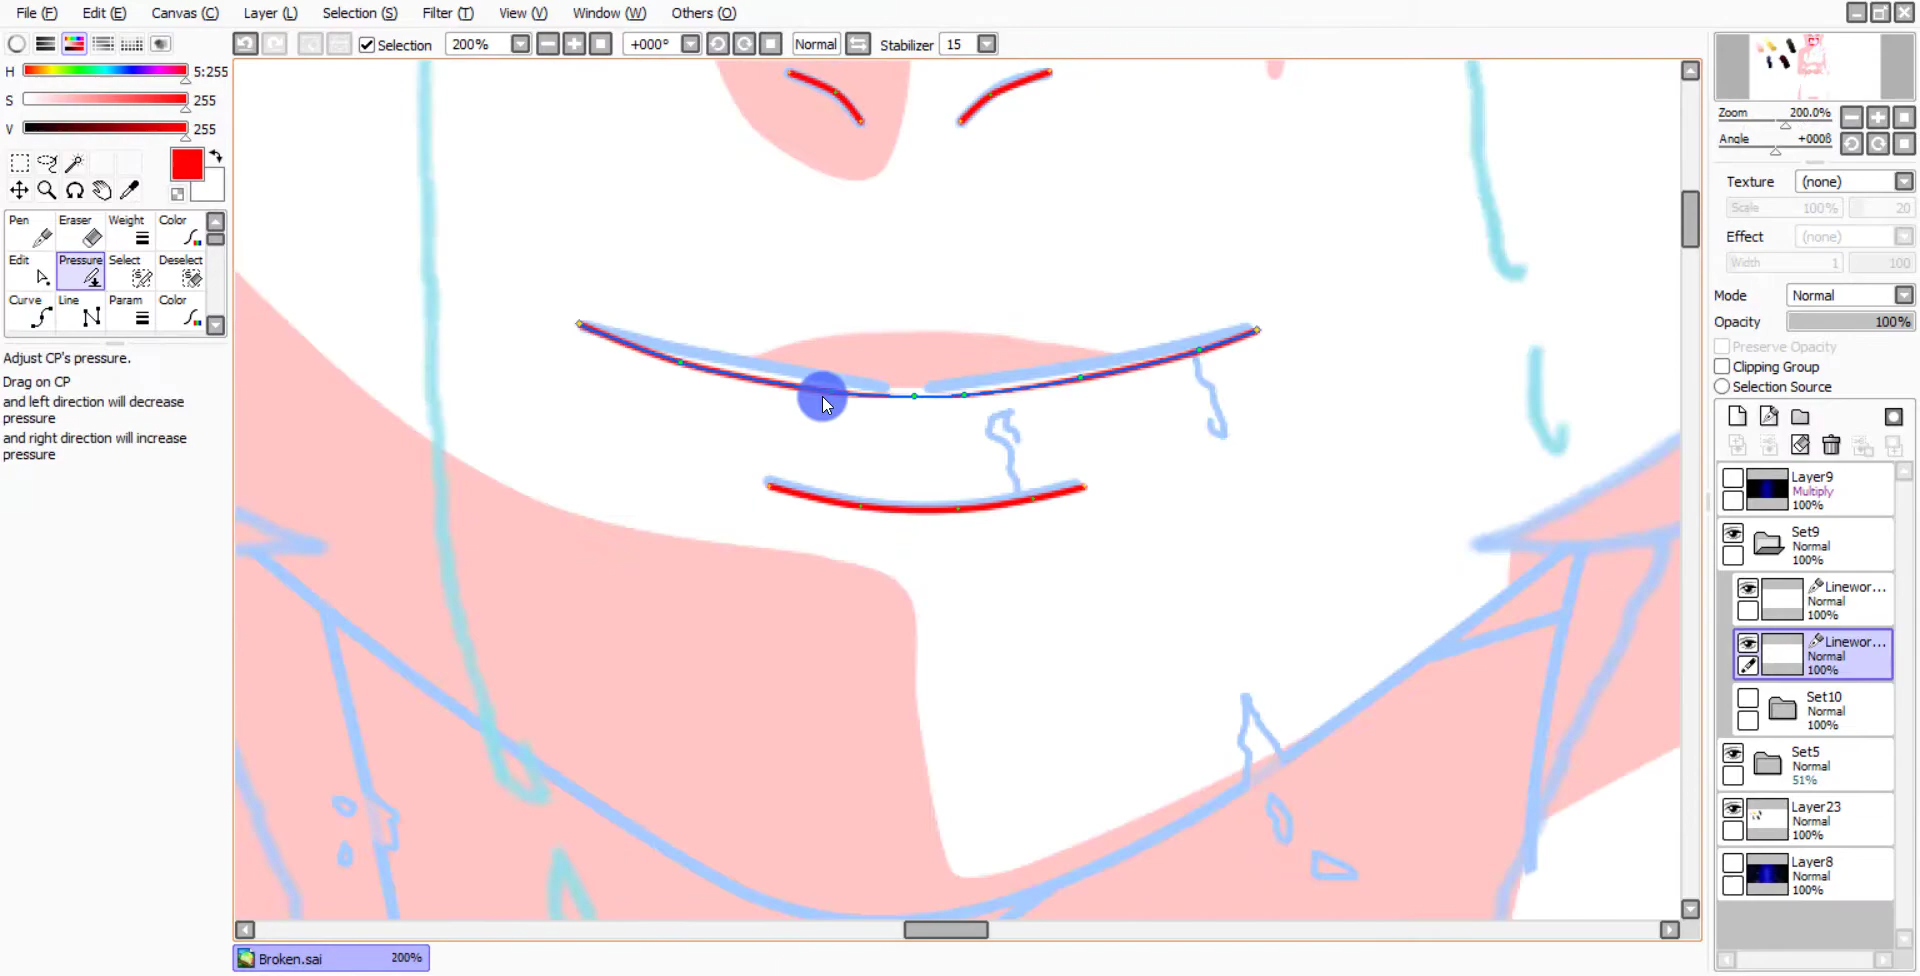 File (F) Edit (E) Canvas (C) Layer (L) Selection (S) Filter (T) View (V) Window (W) Others (O)
Selection 200% +000° Normal Stabilizer 15
H 5:255
S 255
V 255
Pen Eraser Weight Color
Edit Pressure Select Deselect
Curve Line Param Color
Adjust CP's pressure.
Drag on CP
and left direction will decrease
pressure
and right direction will increase
pressure
Zoom 200.0%
Angle +000ß
Texture (none)
Scale 100% 20
Effect (none)
Width 1 100
Mode Normal
Opacity 100%
Preserve Opacity
Clipping Group
Selection Source
Layer9
Multiply
100%
Set9
Normal
100%
Linewor...
Normal
100%
Linewor...
Normal
100%
Set10
Normal
100%
Set5
Normal
51%
Layer23
Normal
100%
Layer8
Normal
100%
Broken.sai 200%